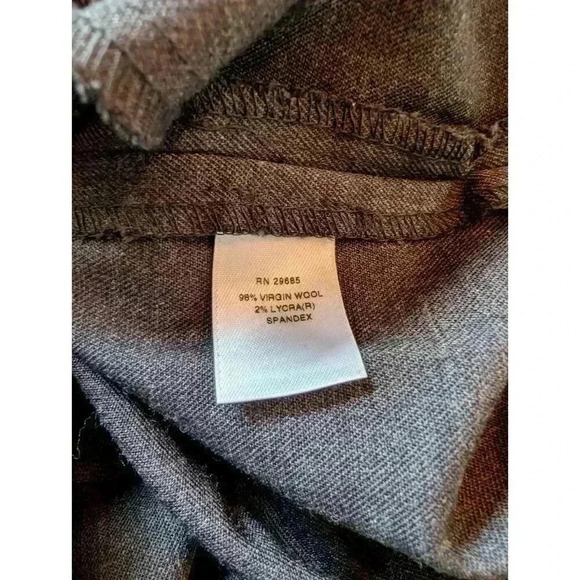 RN 29685
98% VIRGIN WOOL
2% LYCRA(R)
SPANDEX